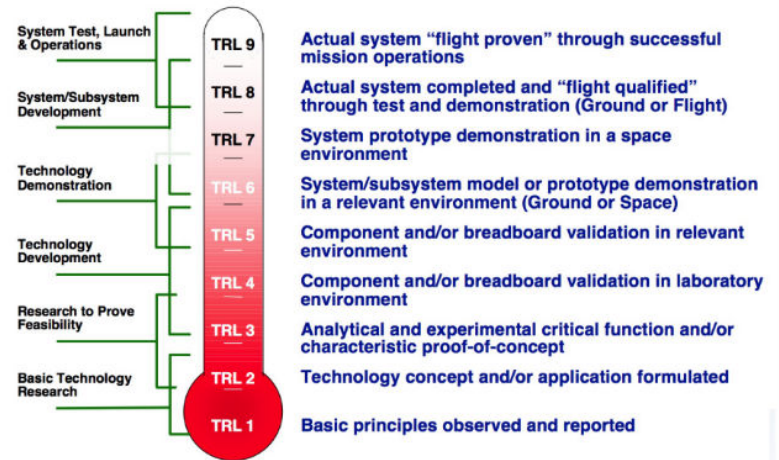 System Test, Launch
& Operations
TRL 9
Actual system “flight proven” through successful
mission operations
System/Subsystem
Development
TRL 8
Actual system completed and “flight qualified”
through test and demonstration (Ground or Flight)
TRL 7
System prototype demonstration in a space
environment
Technology
Demonstration
TRL 6
System/subsystem model or prototype demonstration
in a relevant environment (Ground or Space)
Technology
Development
TRL 5
Component and/or breadboard validation in relevant
environment
TRL 4
Component and/or breadboard validation in laboratory
environment
Research to Prove
Feasibility
TRL 3
Analytical and experimental critical function and/or
characteristic proof-of-concept
Basic Technology
Research
TRL 2
Technology concept and/or application formulated
TRL 1
Basic principles observed and reported